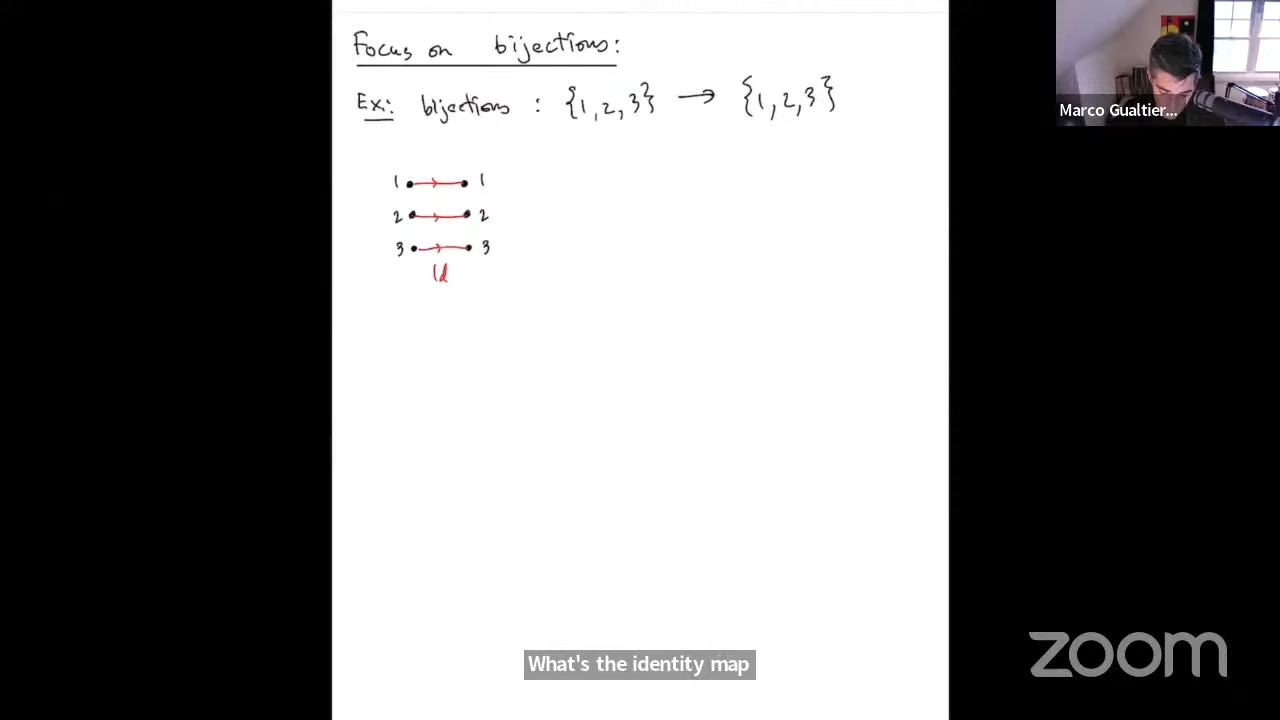 Focus on bijections:
Marco Gualtier...
Ex: bijections : {1, 2, 3} → {1, 2, 3}
1 1
2 2
3 3
Id
What's the identity map
zoom